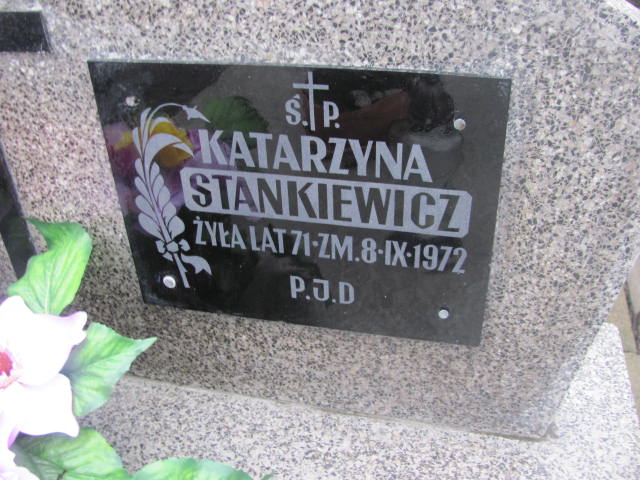 Ś.P.
KATARZYNA
STANKIEWICZ
ŻYŁA LAT 71·ZM.8·IX·1972
P.J.D